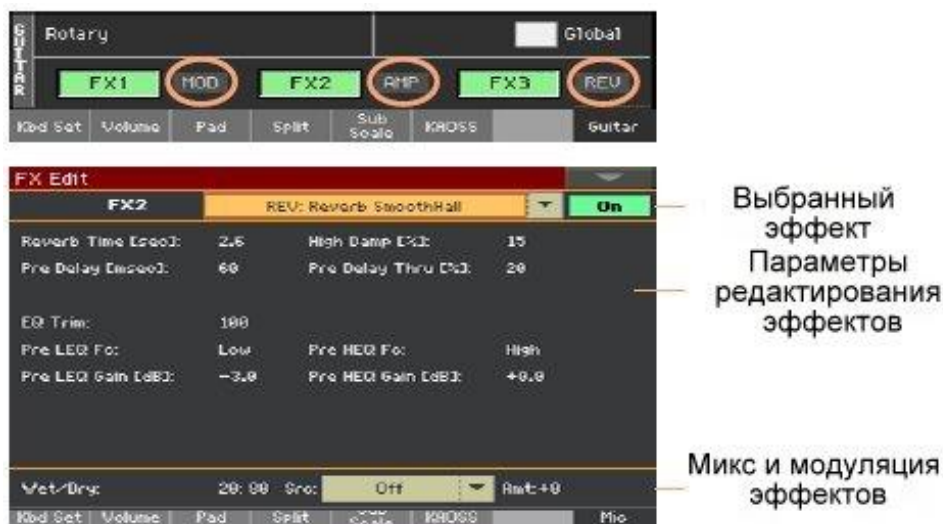 GUITAR
Rotary Global
FX1 MOD FX2 AMP FX3 REV
Kbd Set Volume Pad Split Sub Scale KAOSS Guitar
FX Edit
FX2 REV: Reverb SmoothHall On
Reverb Time [sec]: 2.6 High Damp [%]: 15
Pre Delay [msec]: 60 Pre Delay Thru [%]: 20
EQ Trim: 100
Pre LEQ Fc: Low Pre HEQ Fc: High
Pre LEQ Gain [dB]: -3.0 Pre HEQ Gain [dB]: +0.0
Wet/Dry: Src: Off Amt:+0
Kbd Set Volume Pad Split Sub Scale KAOSS Mic
Выбранный
эффект
Параметры
редактирования
эффектов
Микс и модуляция
эффектов